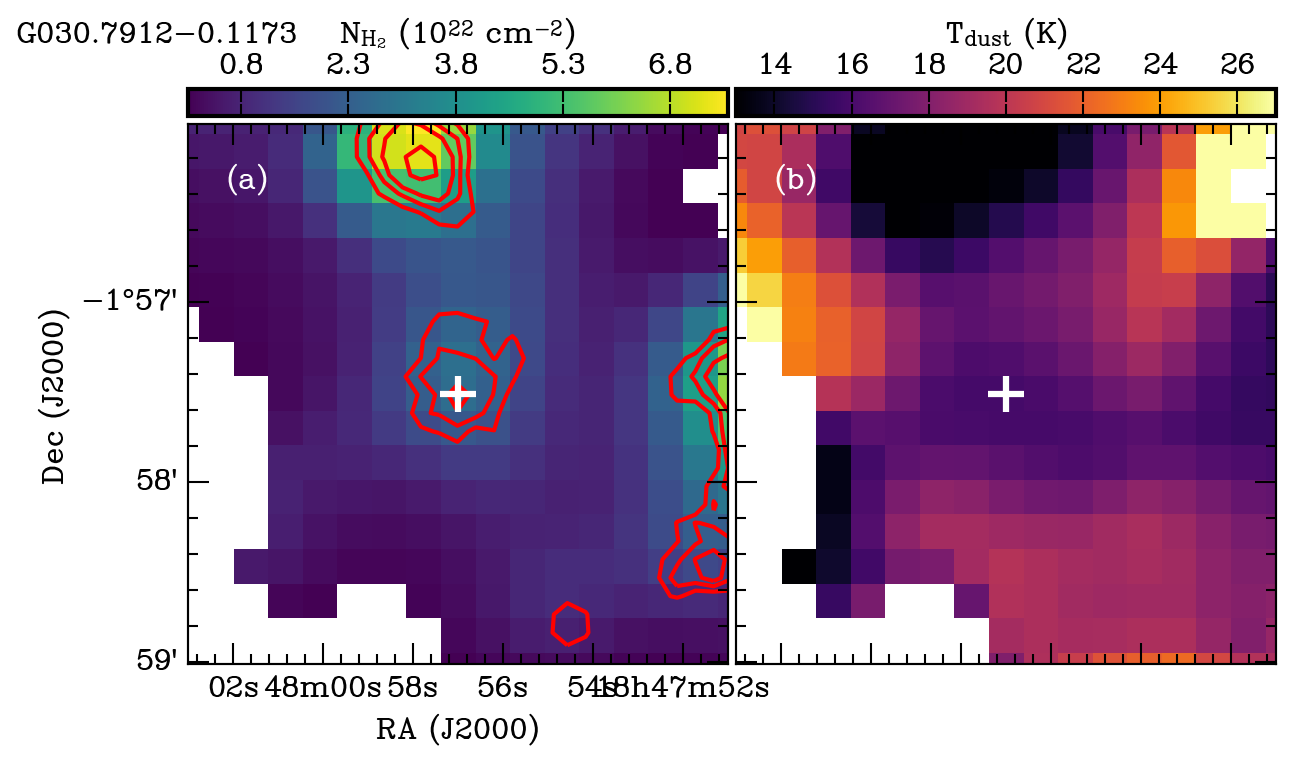 G030.7912−0.1173 N_H₂ (10²² cm⁻²) T_dust (K)
0.8 2.3 3.8 5.3 6.8 14 16 18 20 22 24 26
(a) (b)
−1°57'
58'
59'
Dec (J2000)
02s 48m00s 58s 56s 54s 18h47m52s
RA (J2000)